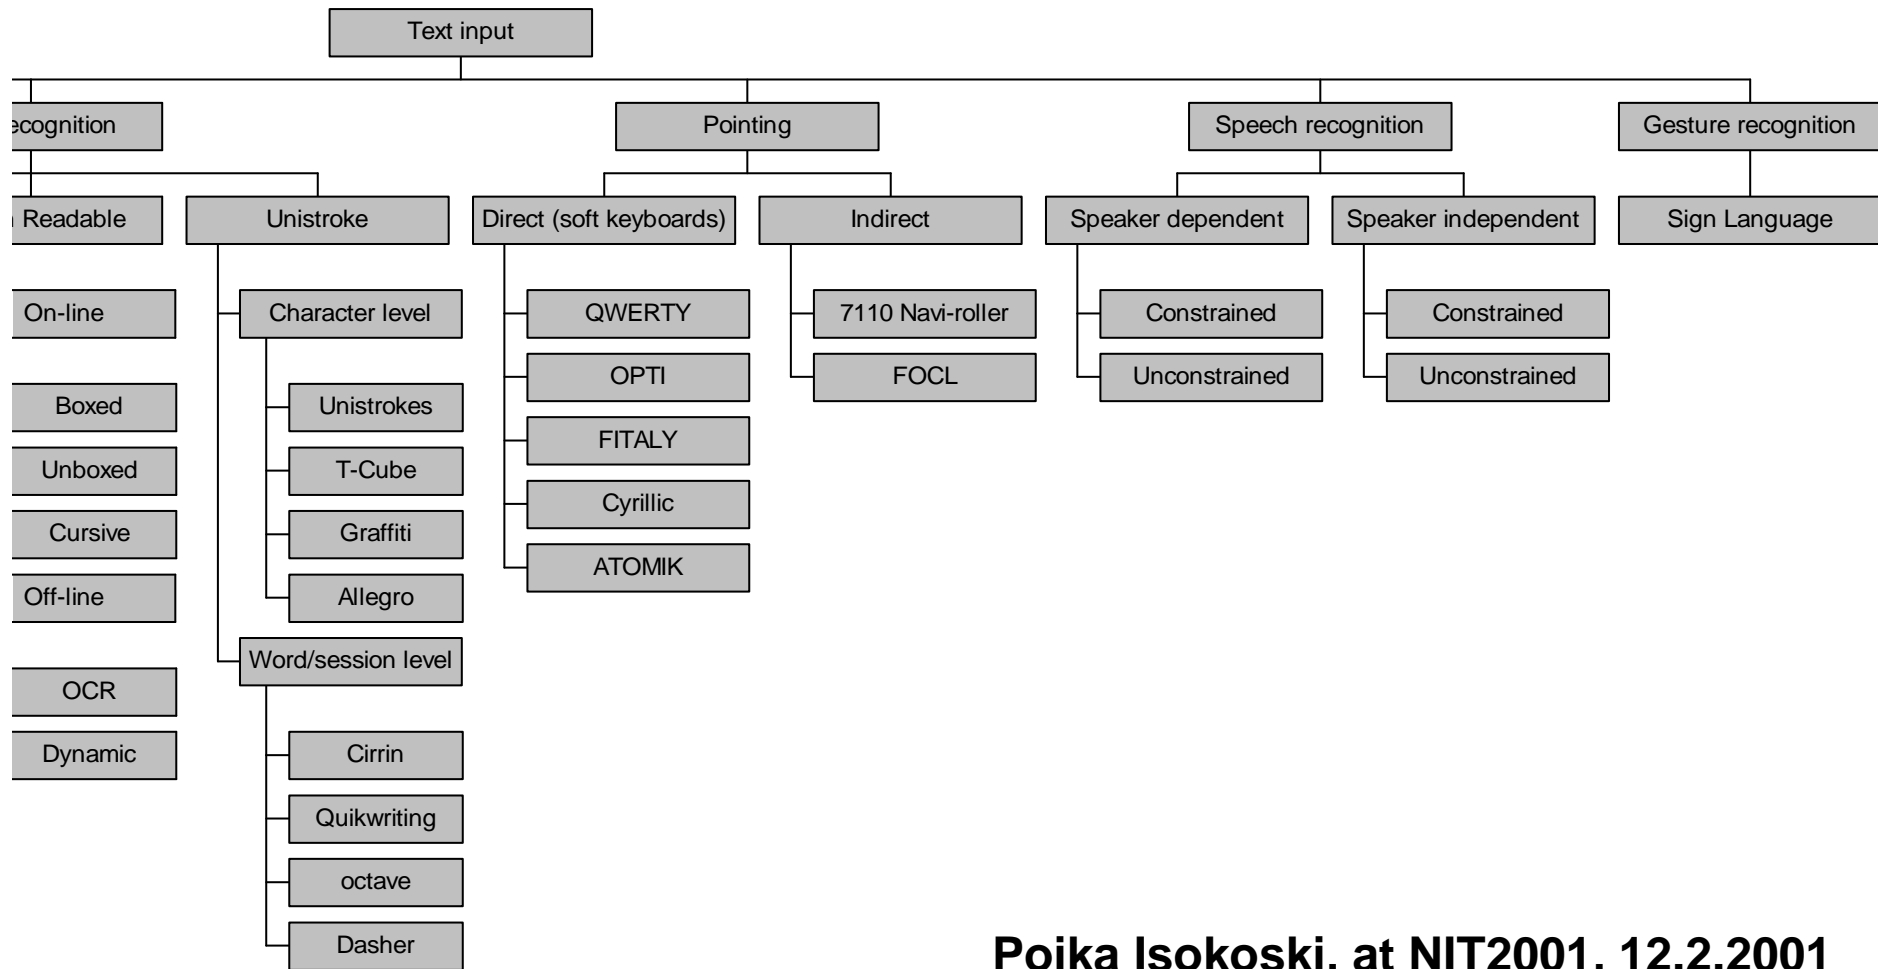 Text input
ecognition
Pointing
Speech recognition
Gesture recognition
Readable
Unistroke
Direct (soft keyboards)
Indirect
Speaker dependent
Speaker independent
Sign Language
On-line
Character level
QWERTY
7110 Navi-roller
Constrained
Constrained
OPTI
FOCL
Unconstrained
Unconstrained
Boxed
Unistrokes
FITALY
Unboxed
T-Cube
Cyrillic
Cursive
Graffiti
ATOMIK
Off-line
Allegro
Word/session level
OCR
Dynamic
Cirrin
Quikwriting
octave
Dasher
Poika Isokoski, at NIT2001, 12.2.2001